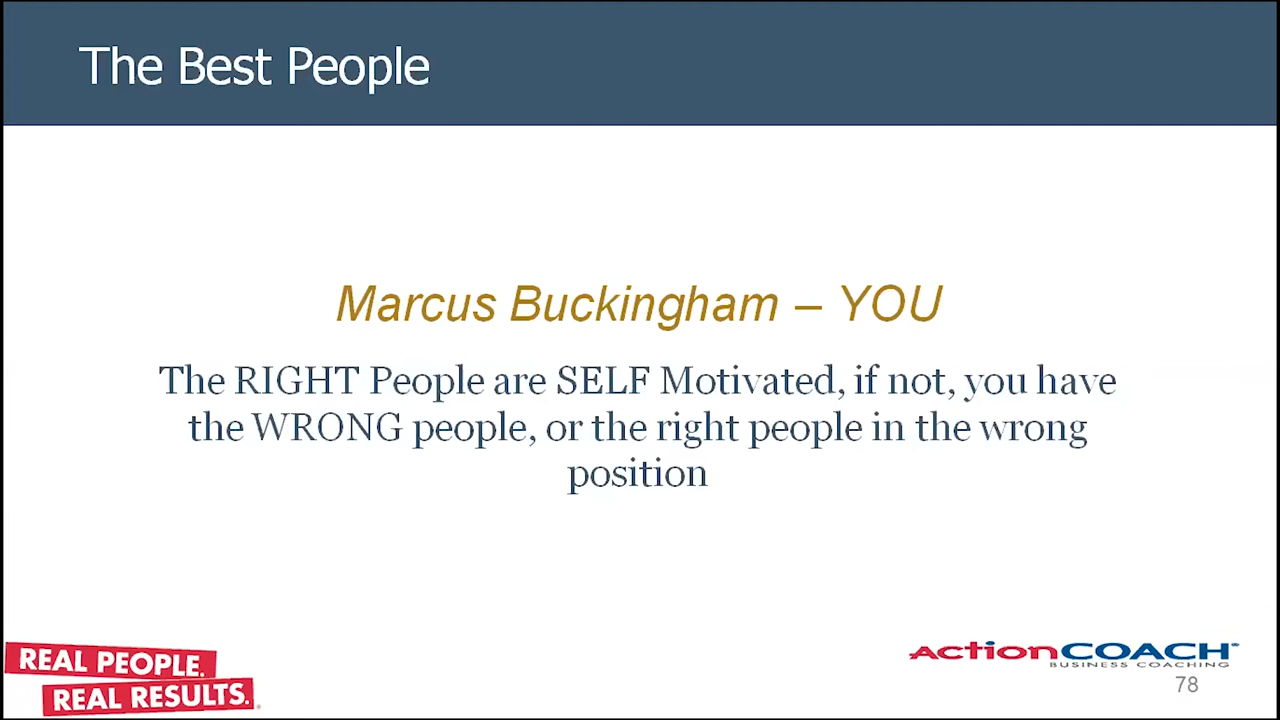 The Best People
Marcus Buckingham – YOU
The RIGHT People are SELF Motivated, if not, you have
the WRONG people, or the right people in the wrong
position
REAL PEOPLE.
REAL RESULTS.
ActionCOACH
BUSINESS COACHING
78